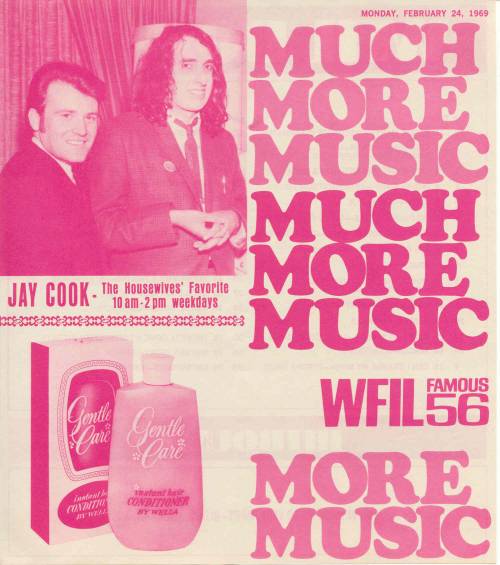 MONDAY, FEBRUARY 24, 1969
MUCH
MORE
MUSIC
MUCH
MORE
MUSIC
JAY COOK - The Housewives' Favorite
10 am - 2 pm weekdays
WFIL FAMOUS
56
Gentle
Care
instant hair
CONDITIONER
BY WELLA
Gentle
Care
instant hair
CONDITIONER
BY WELLA
MORE
MUSIC